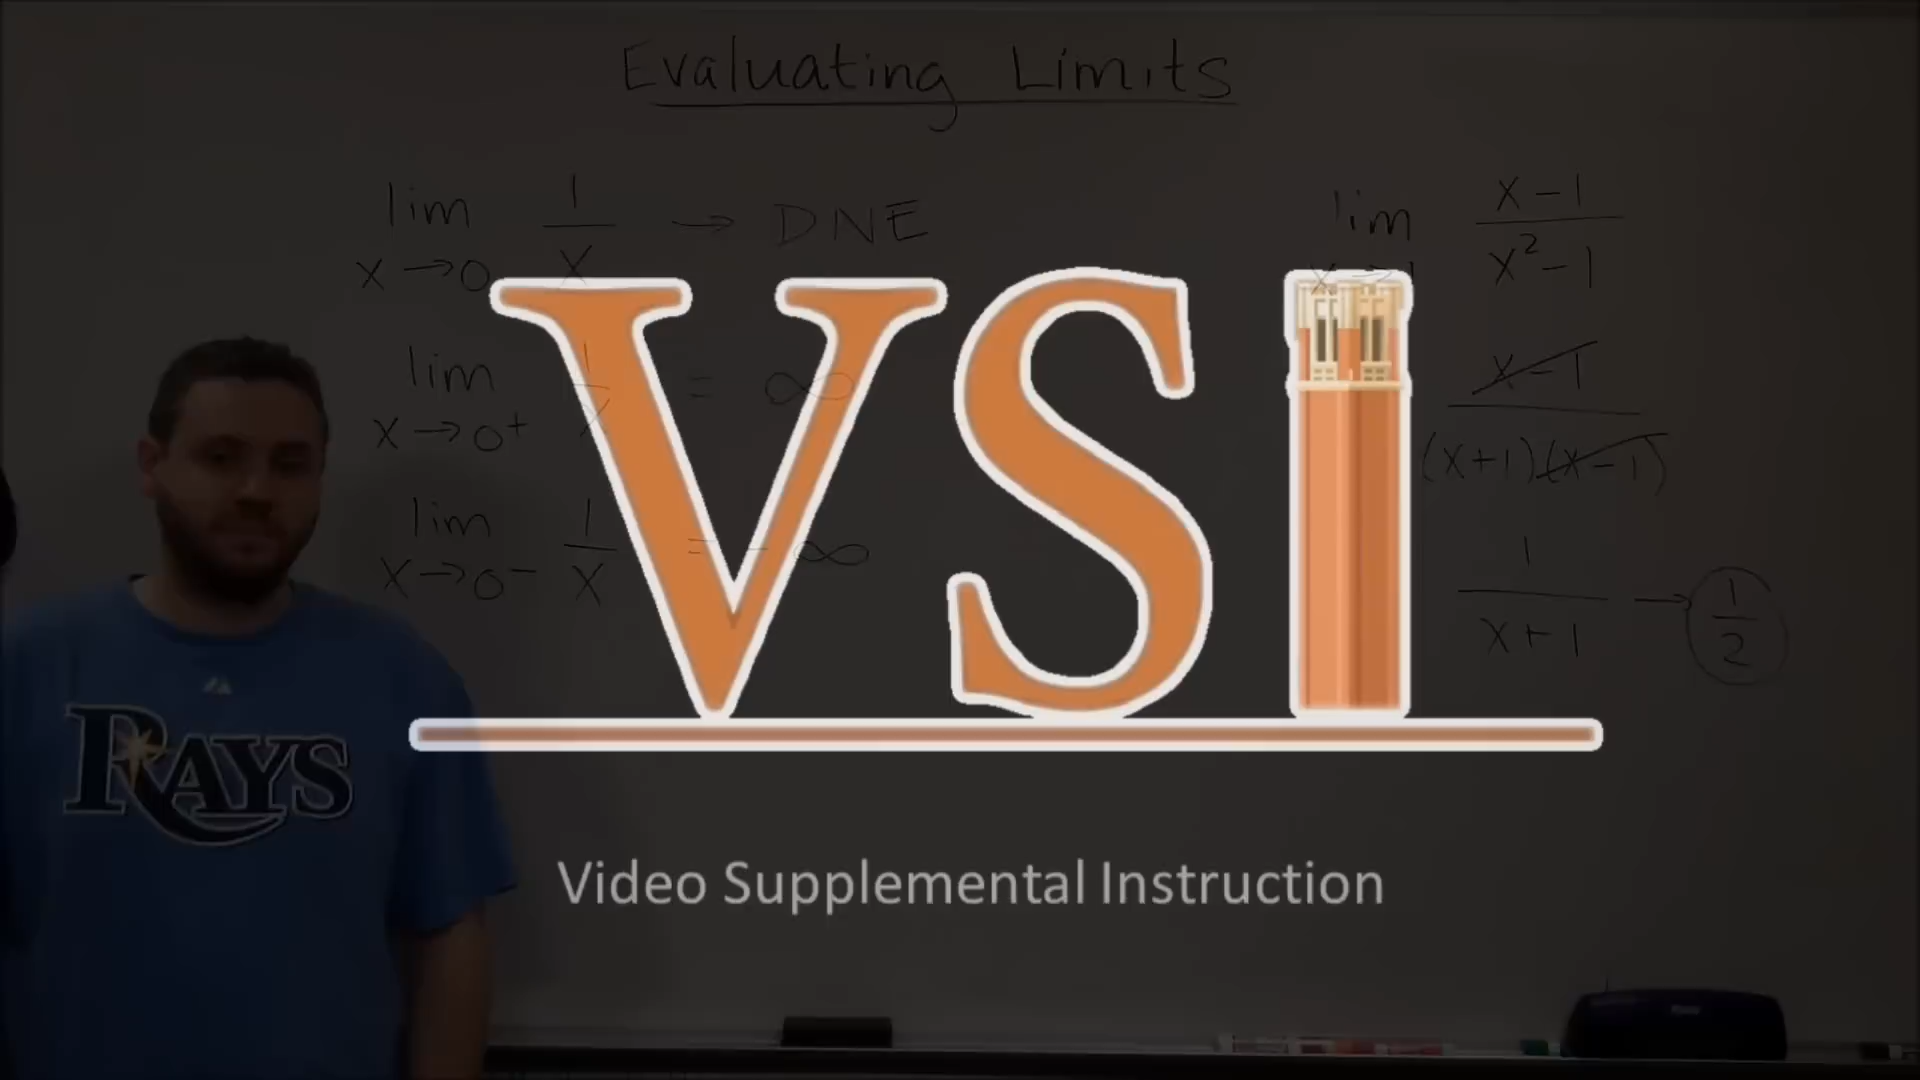 Evaluating Limits
lim x→0 1/x → DNE
lim x→0⁺ 1/x = ∞
lim x→0⁻ 1/x = -∞
lim x→1 x-1/x²-1
x-1/(x+1)(x-1)
1/x+1 → 1/2
VSI
RAYS
Video Supplemental Instruction